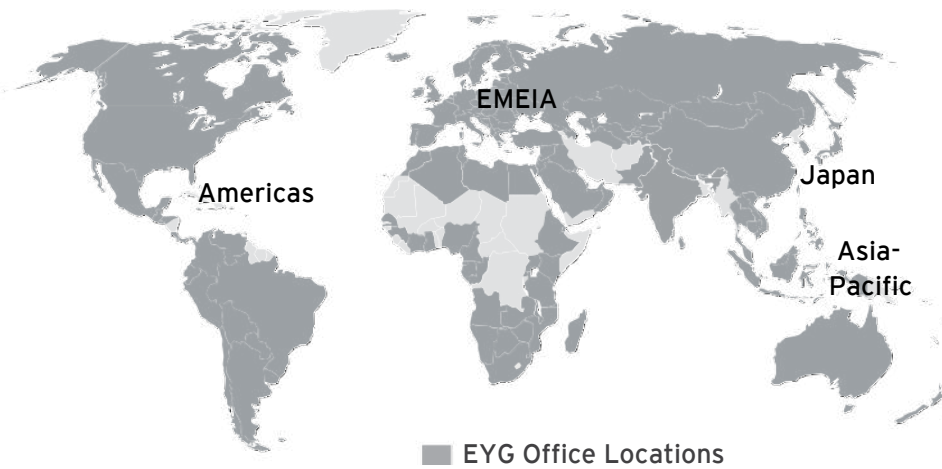 EMEIA
Americas
Japan
Asia-
Pacific
EYG Office Locations